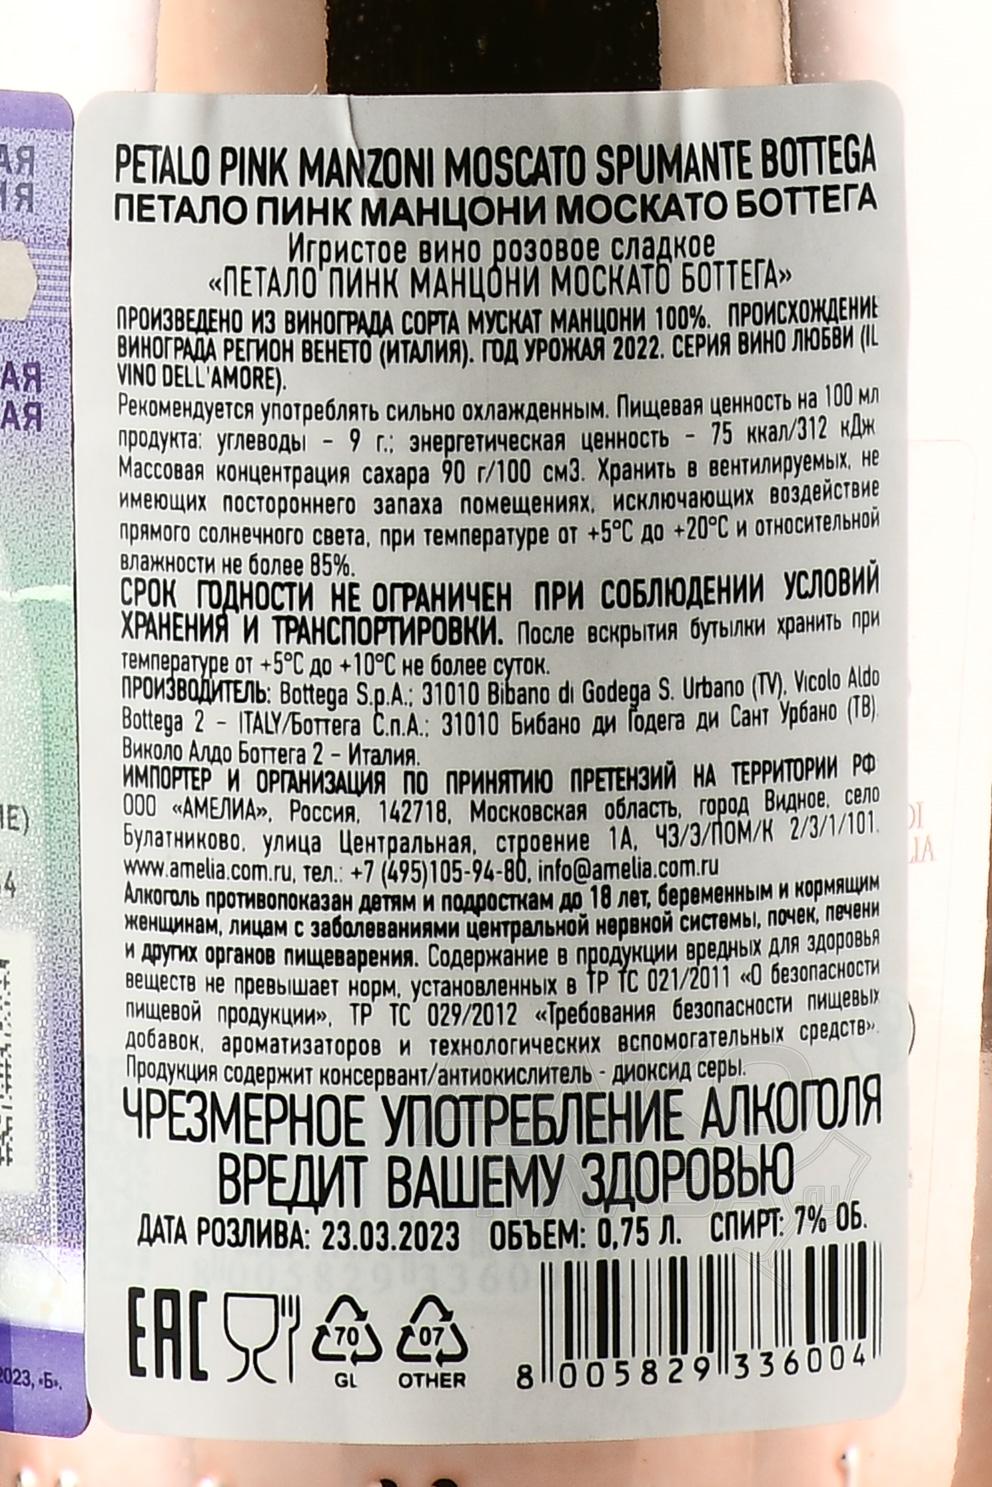 PETALO PINK MANZONI MOSCATO SPUMANTE BOTTEGA
ПЕТАЛО ПИНК МАНЦОНИ МОСКАТО БОТТЕГА
Игристое вино розовое сладкое
«ПЕТАЛО ПИНК МАНЦОНИ МОСКАТО БОТТЕГА»
ПРОИЗВЕДЕНО ИЗ ВИНОГРАДА СОРТА МУСКАТ МАНЦОНИ 100%. ПРОИСХОЖДЕНИЕ
ВИНОГРАДА РЕГИОН ВЕНЕТО (ИТАЛИЯ). ГОД УРОЖАЯ 2022. СЕРИЯ ВИНО ЛЮБВИ (IL
VINO DELL'AMORE).
Рекомендуется употреблять сильно охлажденным. Пищевая ценность на 100 мл
продукта: углеводы - 9 г.; энергетическая ценность - 75 ккал/312 кДж
Массовая концентрация сахара 90 г/100 см3. Хранить в вентилируемых, не
имеющих постороннего запаха помещениях, исключающих воздействие
прямого солнечного света, при температуре от +5°C до +20°C и относительной
влажности не более 85%.
СРОК ГОДНОСТИ НЕ ОГРАНИЧЕН ПРИ СОБЛЮДЕНИИ УСЛОВИЙ
ХРАНЕНИЯ И ТРАНСПОРТИРОВКИ. После вскрытия бутылки хранить при
температуре от +5°C до +10°C не более суток.
ПРОИЗВОДИТЕЛЬ: Bottega S.p.A.; 31010 Bibano di Godega S. Urbano (TV), Vicolo Aldo
Bottega 2 - ITALY/Боттега С.п.А.; 31010 Бибано ди Годега ди Сант Урбано (ТВ),
Виколо Алдо Боттега 2 - Италия.
ИМПОРТЕР И ОРГАНИЗАЦИЯ ПО ПРИНЯТИЮ ПРЕТЕНЗИЙ НА ТЕРРИТОРИИ РФ
ООО «АМЕЛИА», Россия, 142718, Московская область, город Видное, село
Булатниково, улица Центральная, строение 1А, ЧЗ/Э/ПОМ/К 2/3/1/101.
www.amelia.com.ru, тел.: +7 (495)105-94-80, info@amelia.com.ru
Алкоголь противопоказан детям и подросткам до 18 лет, беременным и кормящим
женщинам, лицам с заболеваниями центральной нервной системы, почек, печени
и других органов пищеварения. Содержание в продукции вредных для здоровья
веществ не превышает норм, установленных в ТР ТС 021/2011 «О безопасности
пищевой продукции», ТР ТС 029/2012 «Требования безопасности пищевых
добавок, ароматизаторов и технологических вспомогательных средств».
Продукция содержит консервант/антиокислитель - диоксид серы.
ЧРЕЗМЕРНОЕ УПОТРЕБЛЕНИЕ АЛКОГОЛЯ
ВРЕДИТ ВАШЕМУ ЗДОРОВЬЮ
ДАТА РОЗЛИВА: 23.03.2023 ОБЪЕМ: 0,75 Л. СПИРТ: 7% ОБ.
EAC 70 GL 07 OTHER
8 005829 336004
2023, «Б».